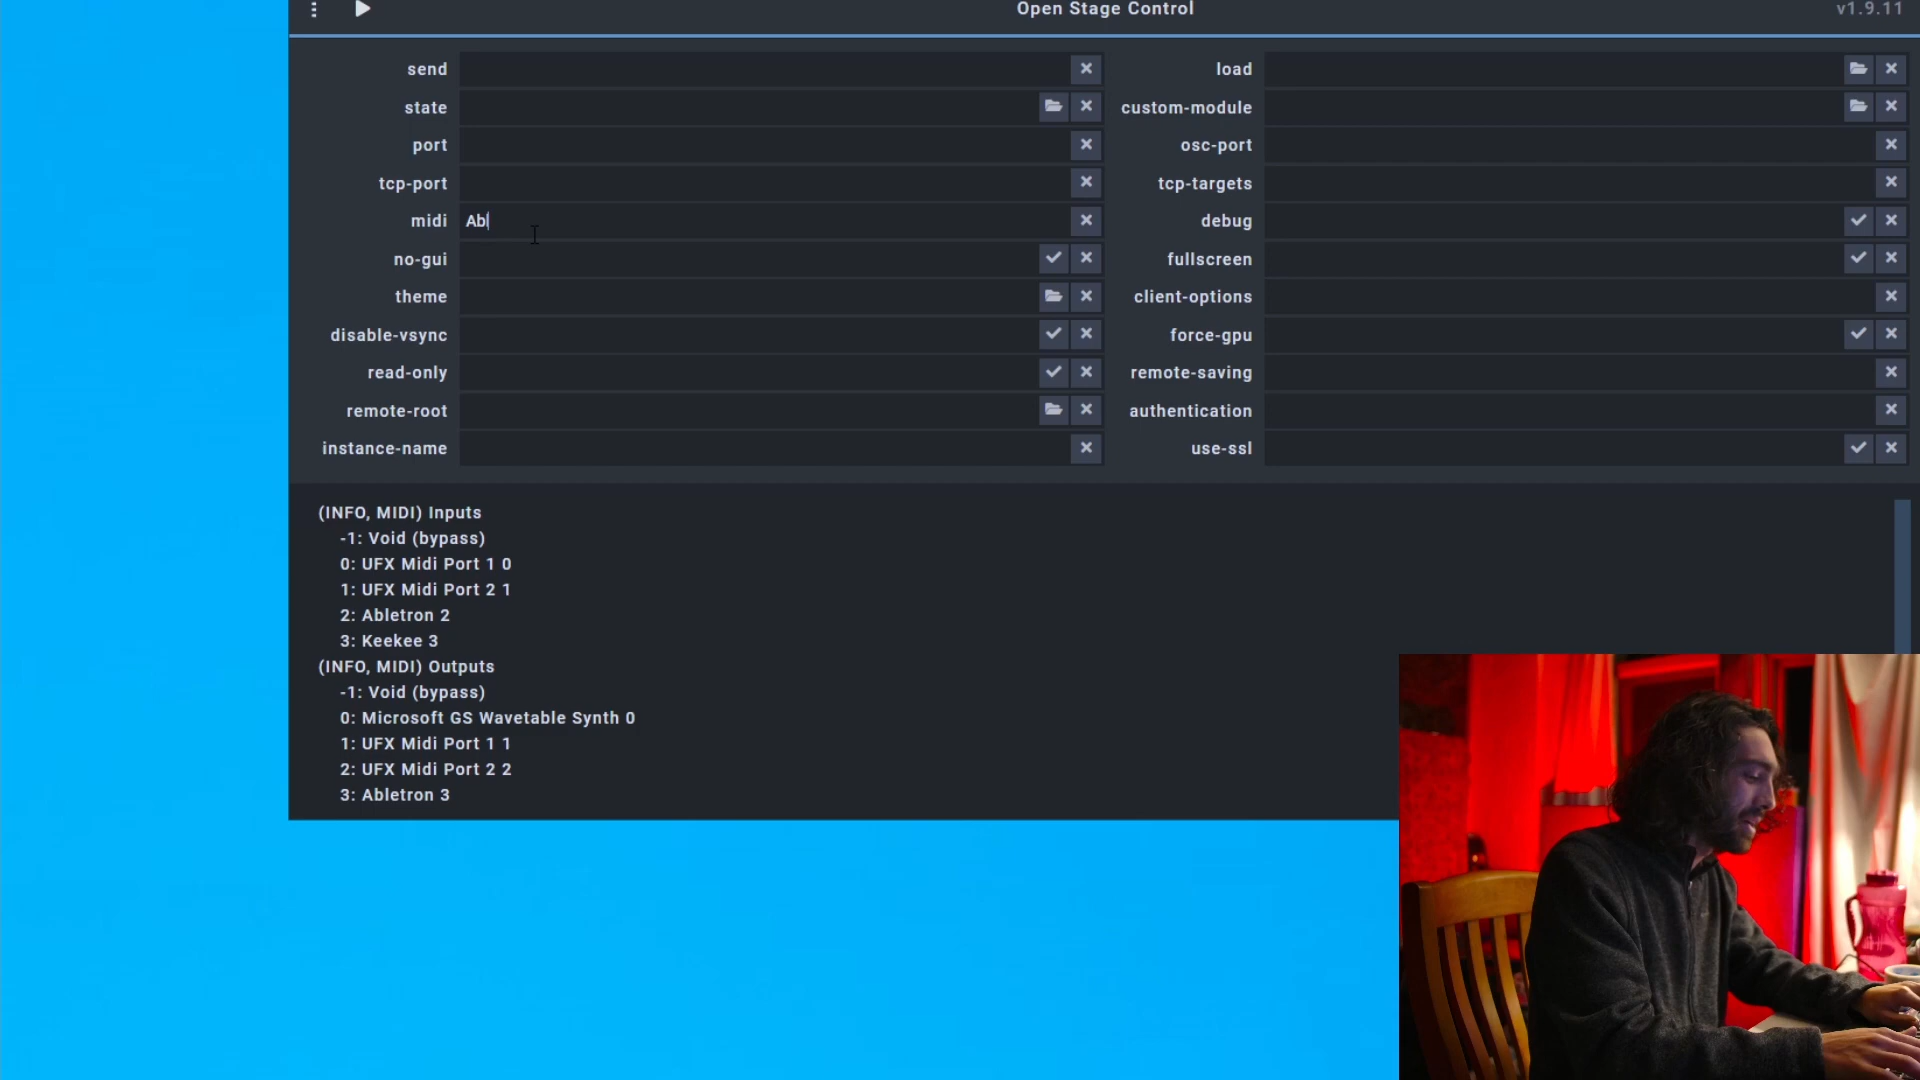 Open Stage Control
v1.9.11
send
load
state
custom-module
port
osc-port
tcp-port
tcp-targets
midi Ab
debug
no-gui
fullscreen
theme
client-options
disable-vsync
force-gpu
read-only
remote-saving
remote-root
authentication
instance-name
use-ssl
(INFO, MIDI) Inputs
-1: Void (bypass)
0: UFX Midi Port 1 0
1: UFX Midi Port 2 1
2: Abletron 2
3: Keekee 3
(INFO, MIDI) Outputs
-1: Void (bypass)
0: Microsoft GS Wavetable Synth 0
1: UFX Midi Port 1 1
2: UFX Midi Port 2 2
3: Abletron 3